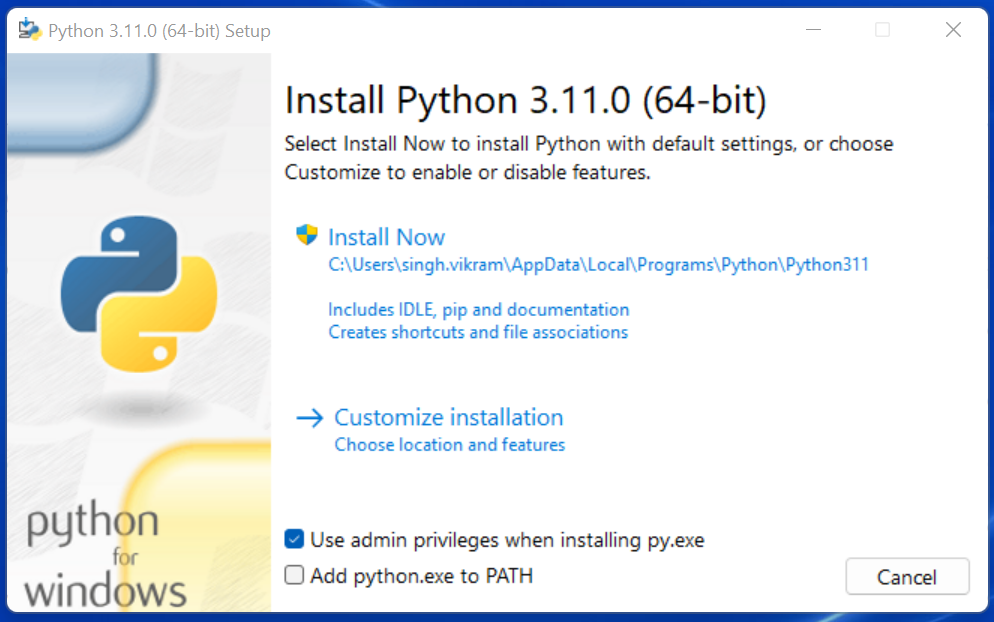 Python 3.11.0 (64-bit) Setup
Install Python 3.11.0 (64-bit)
Select Install Now to install Python with default settings, or choose
Customize to enable or disable features.
Install Now
C:\Users\singh.vikram\AppData\Local\Programs\Python\Python311
Includes IDLE, pip and documentation
Creates shortcuts and file associations
Customize installation
Choose location and features
Use admin privileges when installing py.exe
Add python.exe to PATH
Cancel
python
for
windows